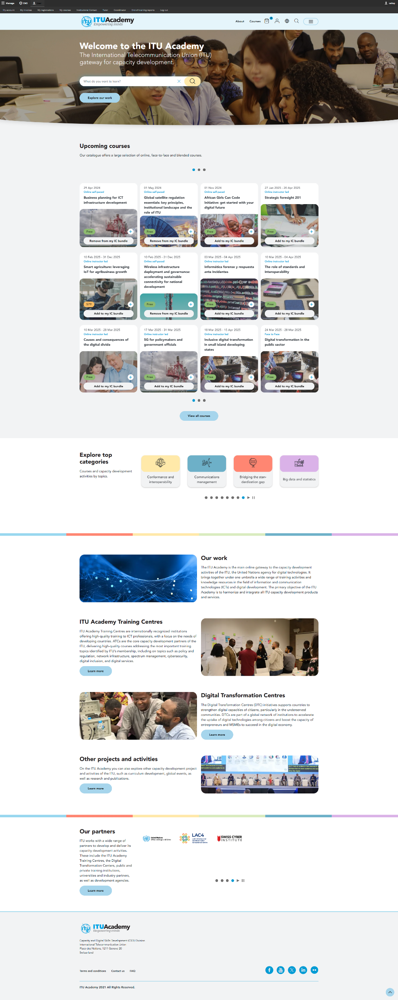 Manage EMS User cellap
My account My invoices My registrations My courses Institutional Contact Tutor Coordinator End-of-training reports Log out
ITUAcademy
Empowering minds
About Courses
Welcome to the ITU Academy
The International Telecommunication Union (ITU)
gateway for capacity development.
What do you want to learn?
Explore our work
Upcoming courses
Our catalogue offers a large selection of online, face-to-face and blended courses.
29 Apr 2024
Online self-paced
Business planning for ICT
infrastructure development
Free
Remove from my IC bundle
01 May 2024
Online self-paced
Global satellite regulation
essentials: key principles,
institutional landscape and the
role of ITU
Free
Remove from my IC bundle
01 Nov 2024
Online self-paced
African Girls Can Code
Initiative: get started with your
digital future
Free
Add to my IC bundle
27 Jan 2025 - 20 Apr 2025
Online instructor led
Strategic foresight 201
Free
Add to my IC bundle
10 Feb 2025 - 31 Dec 2025
Online instructor led
Smart agriculture: leveraging
IoT for agribusiness growth
$79
Add to my IC bundle
10 Feb 2025 - 31 Dec 2025
Online self-paced
Wireless infrastructure
deployment and governance:
accelerating sustainable
connectivity for national
development
Free
Remove from my IC bundle
03 Mar 2025 - 04 Apr 2025
Online instructor led
Informática forense y respuesta
ante incidentes
Free
Add to my IC bundle
10 Mar 2025 - 04 Apr 2025
Online instructor led
The role of standards and
interoperability
Free
Add to my IC bundle
10 Mar 2025 - 28 Mar 2025
Online instructor led
Causes and consequences of
the digital divide
Free
Add to my IC bundle
17 Mar 2025 - 31 Mar 2025
Online instructor led
5G for policymakers and
government officials
Free
Add to my IC bundle
18 Mar 2025 - 15 Apr 2025
Online instructor led
Inclusive digital transformation
in small island developing
states
Free
Add to my IC bundle
24 Mar 2025 - 28 Mar 2025
Face to Face
Digital transformation in the
public sector
Free
Add to my IC bundle
View all courses
Explore top
categories
Courses and capacity development
activities by topics.
Conformance and
interoperability
Communications
management
Bridging the stan-
dardization gap
Big data and statistics
Our work
The ITU Academy is the main online gateway to the capacity development
activities of the ITU, the United Nations agency for digital technologies. It
brings together under one umbrella a wide range of training activities and
knowledge resources in the field of information and communication
technologies (ICTs) and digital development. The primary objective of the ITU
Academy is to harmonize and integrate all ITU capacity development products
and services.
ITU Academy Training Centres
ITU Academy Training Centres are internationally recognized institutions
offering high-quality training to ICT professionals, with a focus on the needs of
developing countries. ATCs are the core capacity development partners of the
ITU, delivering high-quality courses addressing the most important training
topics identified by ITU's membership, including on topics such as policy and
regulation, network infrastructure, spectrum management, cybersecurity,
digital inclusion, and digital services.
Learn more
Digital Transformation Centres
The Digital Transformation Centres (DTC) initiatives supports countries to
strengthen digital capacities of citizens, particularly in the underserved
communities. DTCs are part of a global network of institutions to accelerate
the uptake of digital technologies among citizens and boost the capacity of
entrepreneurs and MSMEs to succeed in the digital economy.
Learn more
Other projects and activities
On the ITU Academy you can also explore other capacity development project
and activities of the ITU, such as curriculum development, global events, as
well as research and publications.
Learn more
Our partners
ITU works with a wide range of
partners to develop and deliver its
capacity development activities.
These include the ITU Academy
Training Centres, the Digital
Transformation Centers, public and
private training institutions,
universities and industry partners,
as well as development agencies.
Learn more
United Nations
Office on Drugs and Crime
LAC4
Latin America and
Caribbean Cyber
Competence Centre
SWISS CYBER
INSTITUTE
ITUAcademy
Empowering minds
Capacity and Digital Skills Development (CSD) Division
International Telecommunication Union
Place des Nations, 1211 Geneva 20
Switzerland
Terms and conditions Contact us FAQ
ITU Academy 2021 All Rights Reserved.